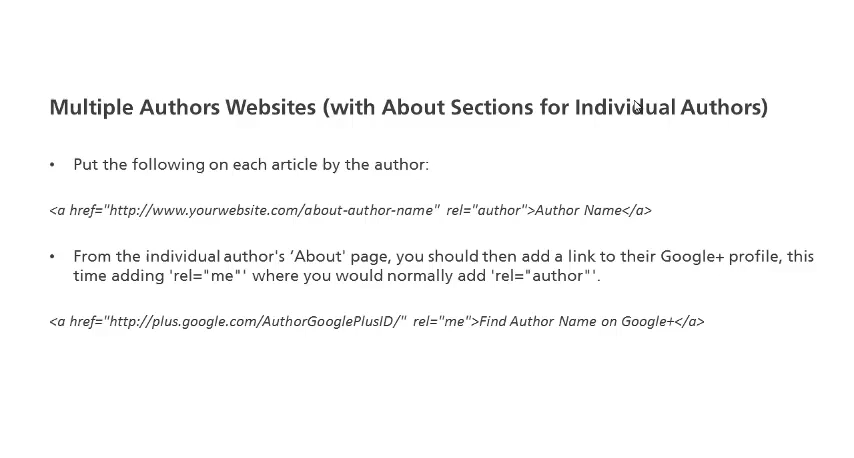 Multiple Authors Websites (with About Sections for Individual Authors)
• Put the following on each article by the author:
<a href="http://www.yourwebsite.com/about-author-name" rel="author">Author Name</a>
• From the individual author's ‘About' page, you should then add a link to their Google+ profile, this
time adding 'rel="me"' where you would normally add 'rel="author"'.
<a href="http://plus.google.com/AuthorGooglePlusID/" rel="me">Find Author Name on Google+</a>